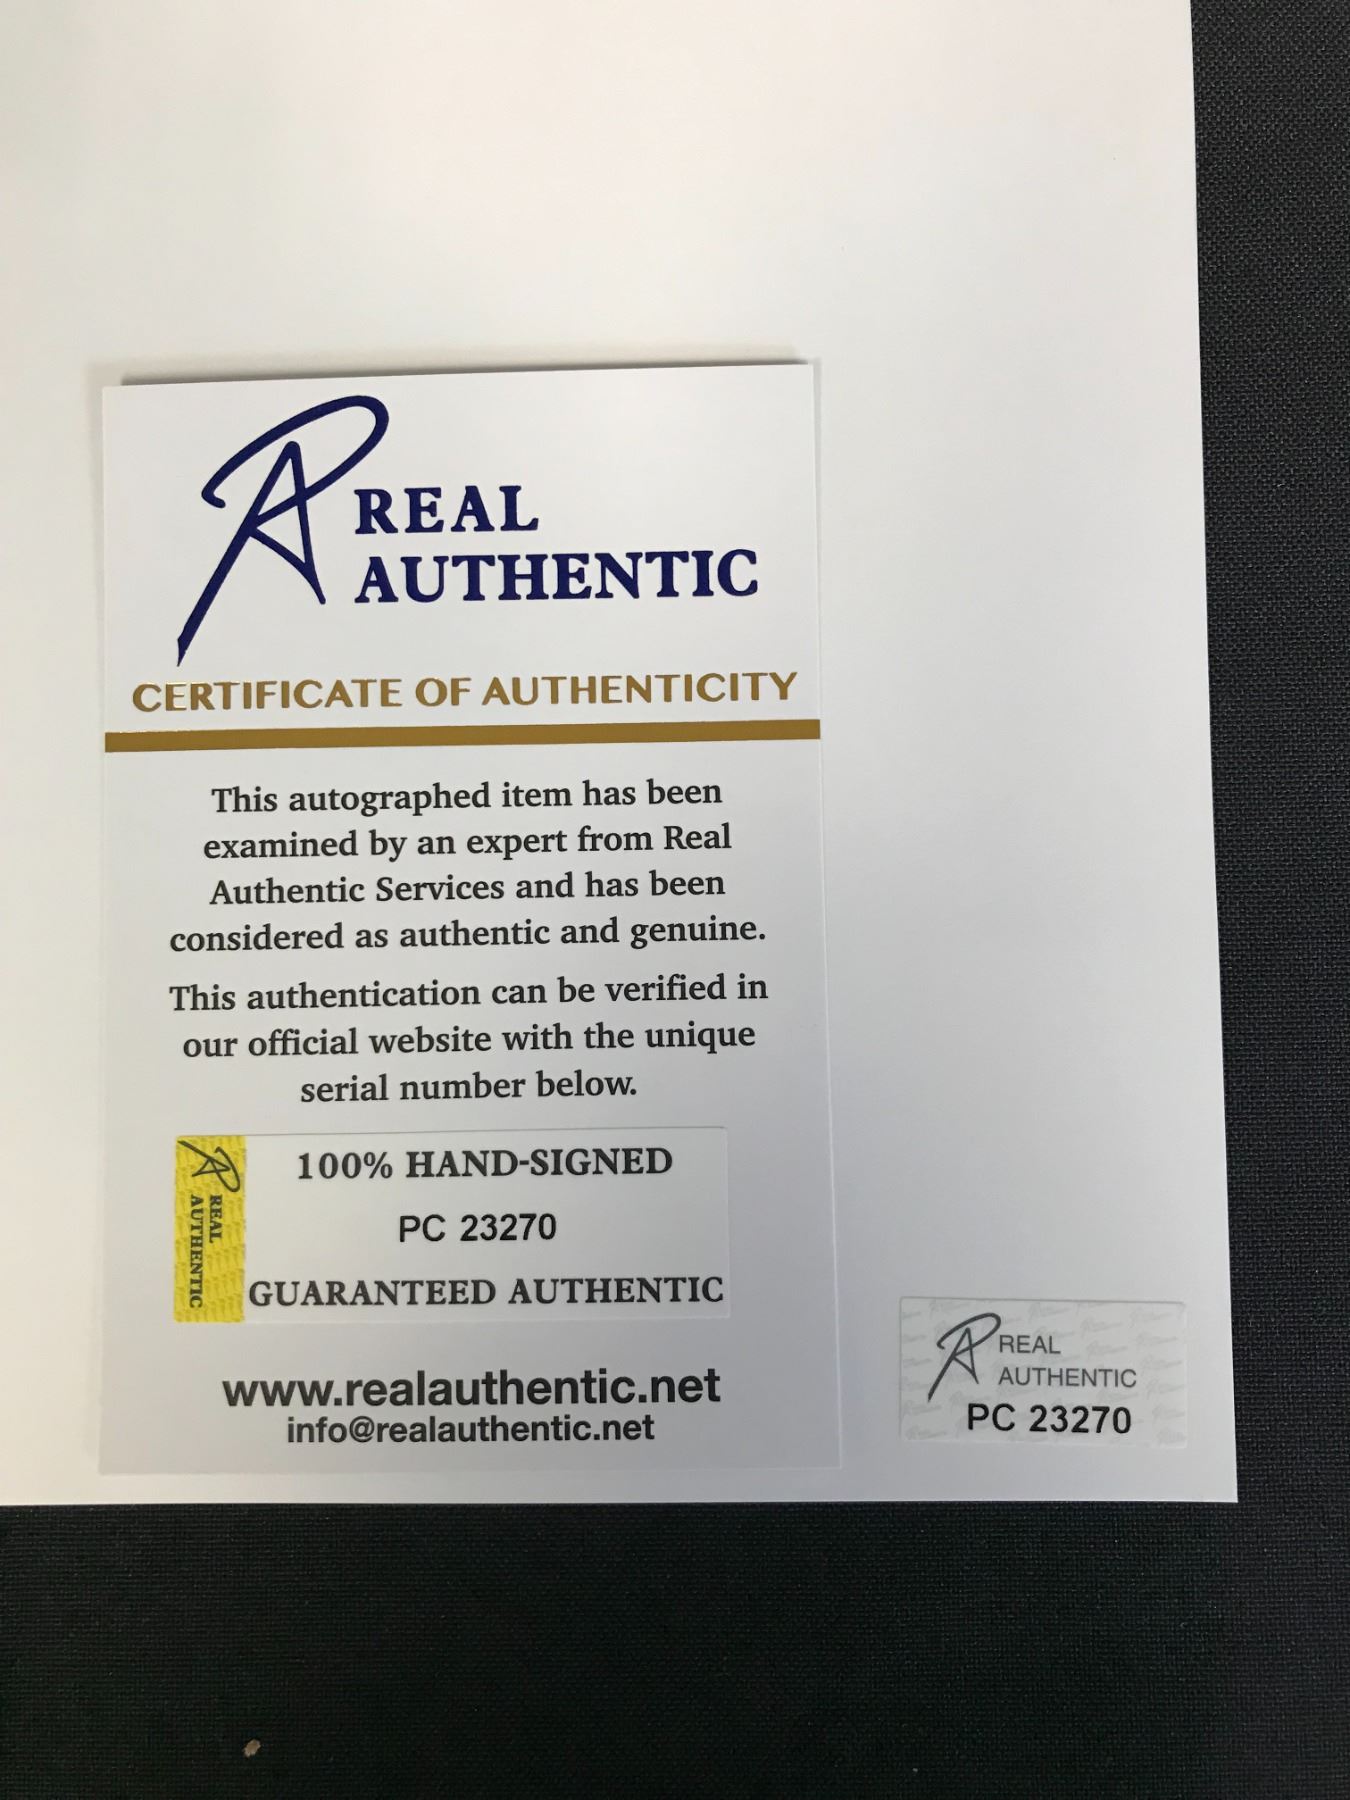 REAL
AUTHENTIC
CERTIFICATE OF AUTHENTICITY
This autographed item has been
examined by an expert from Real
Authentic Services and has been
considered as authentic and genuine.
This authentication can be verified in
our official website with the unique
serial number below.
REAL
AUTHENTIC
100% HAND-SIGNED
PC 23270
GUARANTEED AUTHENTIC
www.realauthentic.net
info@realauthentic.net
REAL
AUTHENTIC
PC 23270